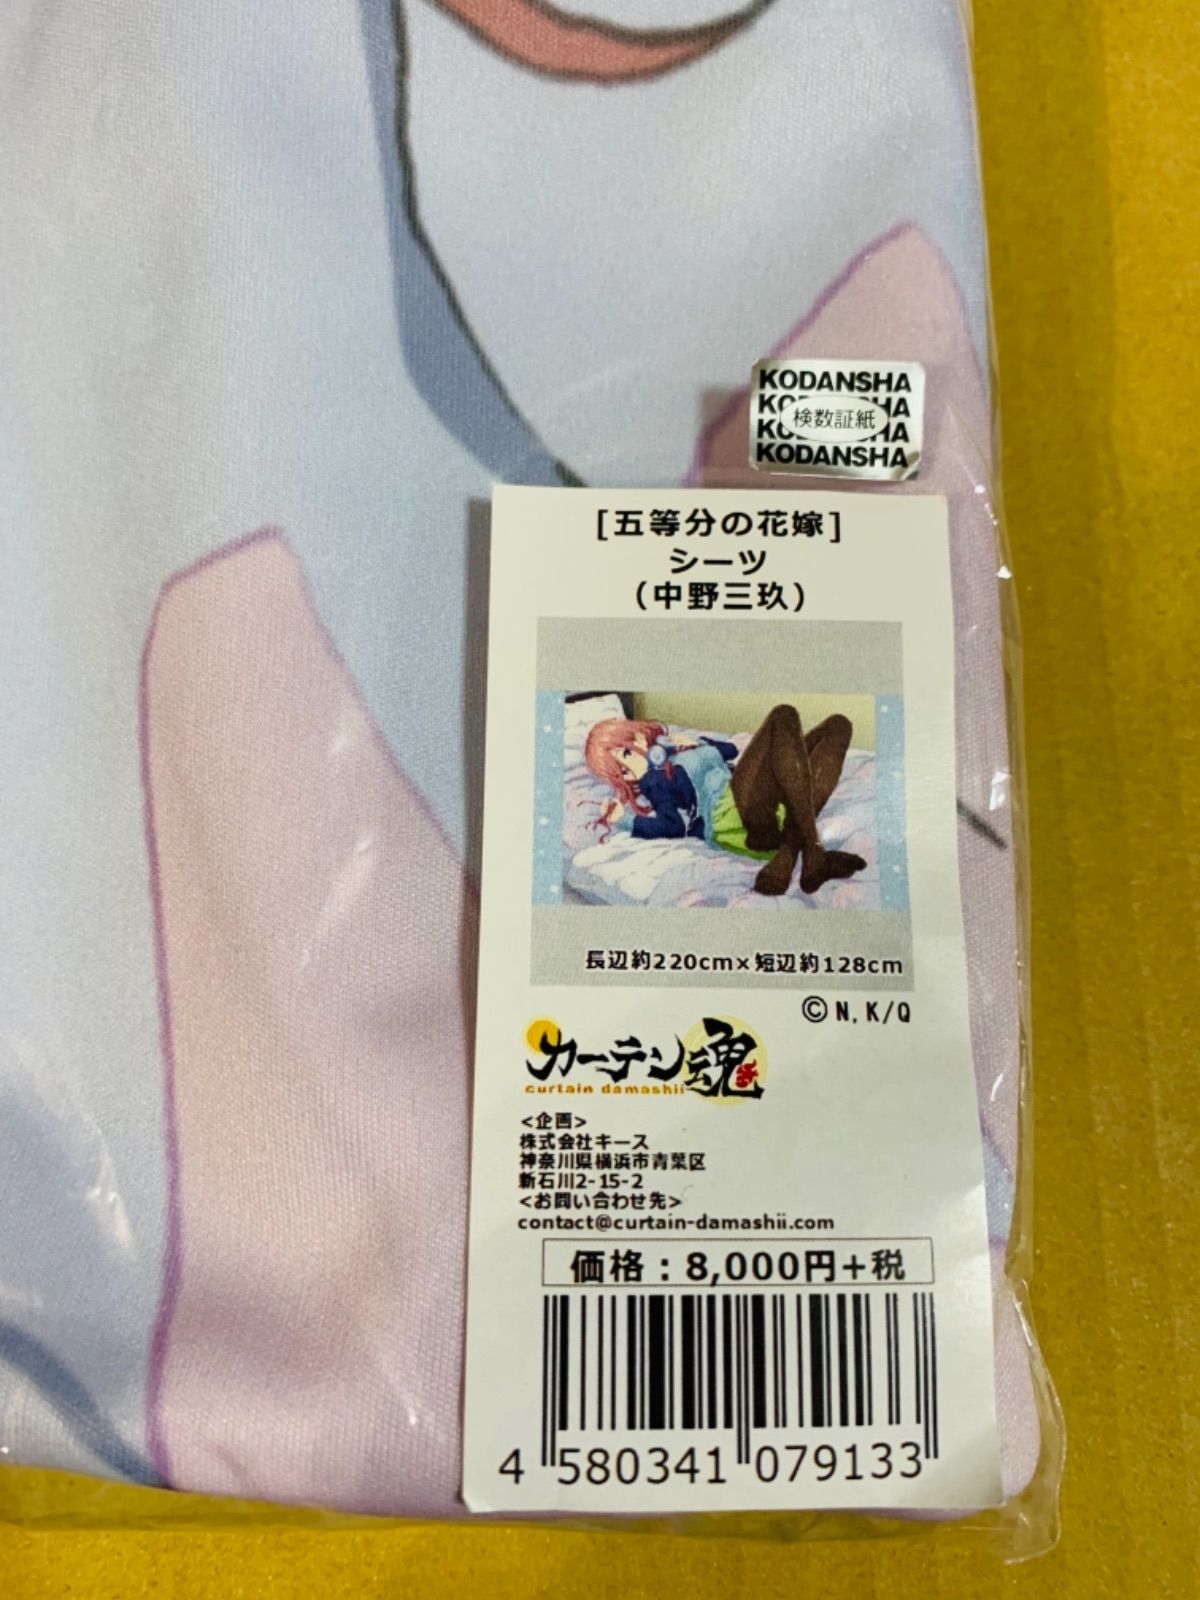 KODANSHA
KODANSHA
検数証紙
KODANSHA
KODANSHA
[五等分の花嫁]
シーツ
(中野三玖)
長辺約220cm×短辺約128cm
©N.K/Q
カーテン魂
curtain damashii
<企画>
株式会社キース
神奈川県横浜市青葉区
新石川2-15-2
<お問い合わせ先>
contact@curtain-damashii.com
価格：8,000円+税
4 580341 079133